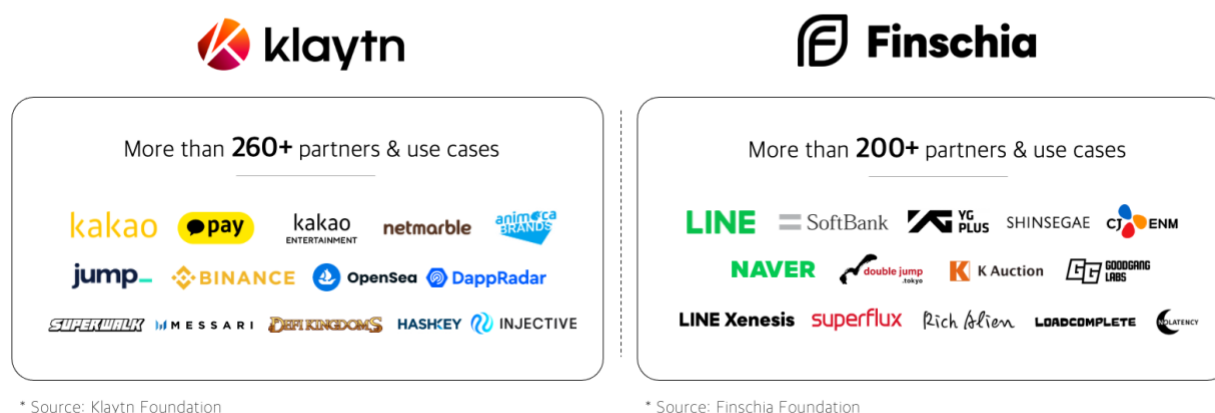 klaytn
More than 260+ partners & use cases
kakao pay kakao ENTERTAINMENT netmarble animoca BRANDS
jump_ BINANCE OpenSea DappRadar
SUPERWALK MESSARI DEFI KINGDOMS HASHKEY INJECTIVE
* Source: Klaytn Foundation
Finschia
More than 200+ partners & use cases
LINE SoftBank YG PLUS SHINSEGAE CJ ENM
NAVER double jump .tokyo K Auction GG GOODGANG LABS
LINE Xenesis superflux Rich Alien LOADCOMPLETE NOLATENCY
* Source: Finschia Foundation